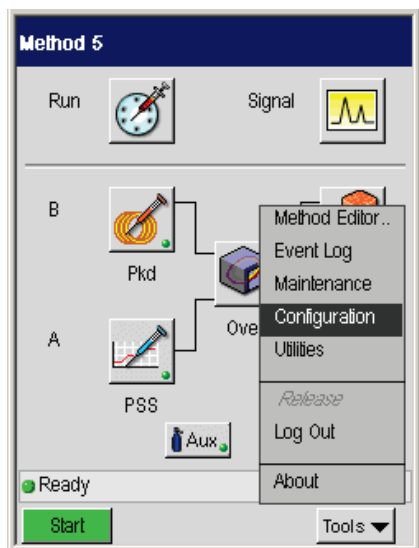 Method 5
Run
Signal
B
Pkd
A
PSS
Aux
Method Editor..
Event Log
Maintenance
Configuration
Utilities
Release
Log Out
About
Ready
Start
Tools